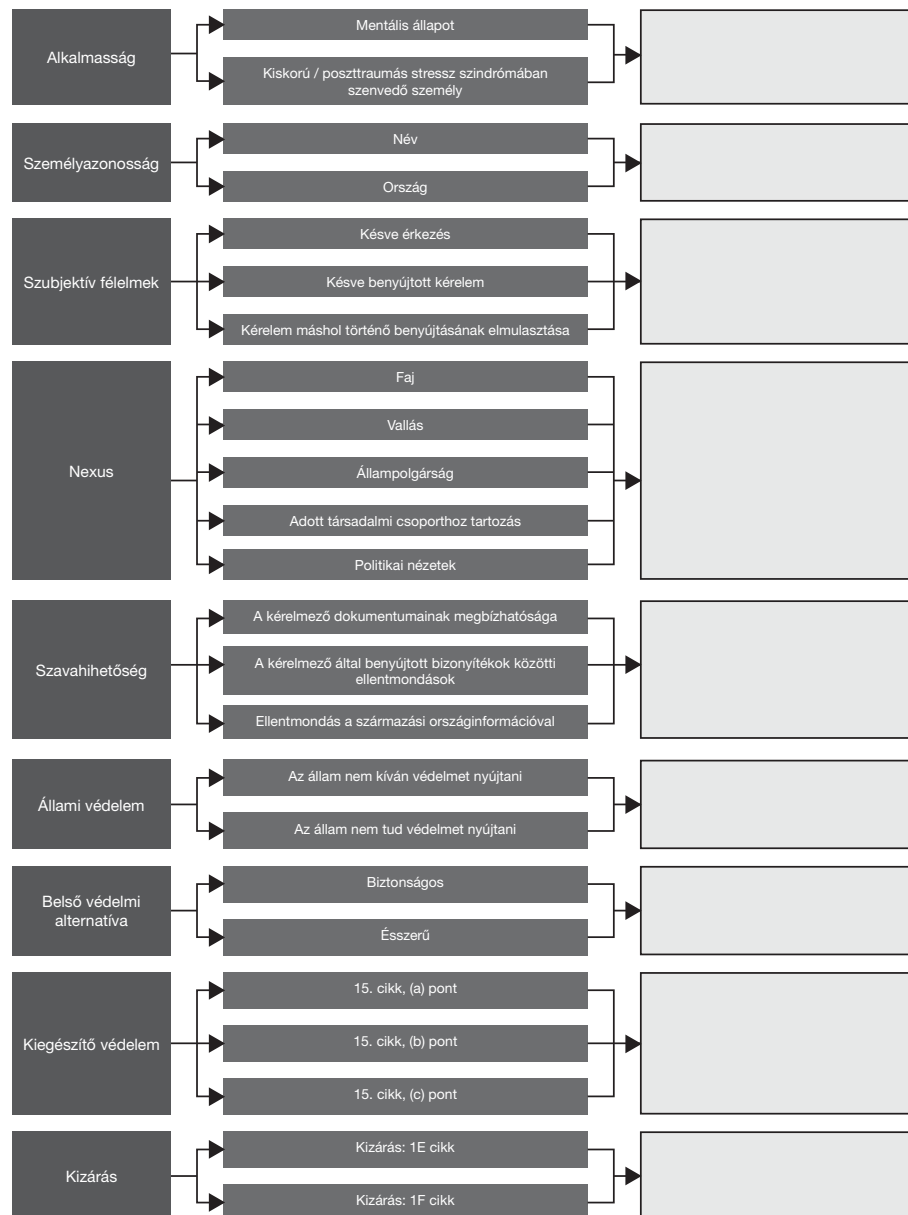 Alkalmasság
Mentális állapot
Kiskorú / poszttraumás stressz szindrómában
szenvedő személy
Személyazonosság
Név
Ország
Szubjektív félelmek
Késve érkezés
Késve benyújtott kérelem
Kérelem máshol történő benyújtásának elmulasztása
Nexus
Faj
Vallás
Állampolgárság
Adott társadalmi csoporthoz tartozás
Politikai nézetek
Szavahihetőség
A kérelmező dokumentumainak megbízhatósága
A kérelmező által benyújtott bizonyítékok közötti
ellentmondások
Ellentmondás a származási országinformációval
Állami védelem
Az állam nem kíván védelmet nyújtani
Az állam nem tud védelmet nyújtani
Belső védelmi
alternatíva
Biztonságos
Ésszerű
Kiegészítő védelem
15. cikk, (a) pont
15. cikk, (b) pont
15. cikk, (c) pont
Kizárás
Kizárás: 1E cikk
Kizárás: 1F cikk